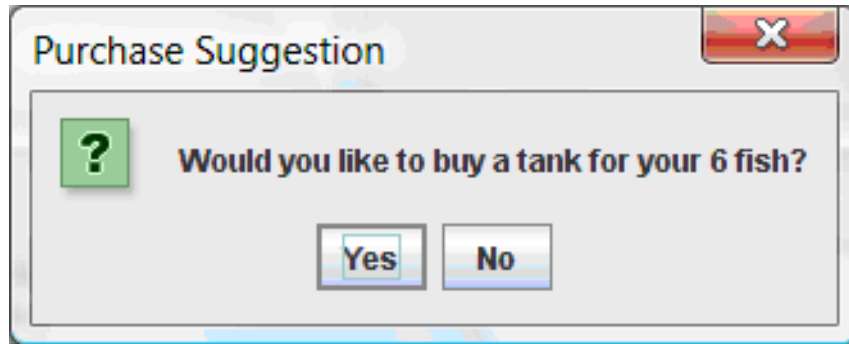 Purchase Suggestion
?
Would you like to buy a tank for your 6 fish?
Yes No